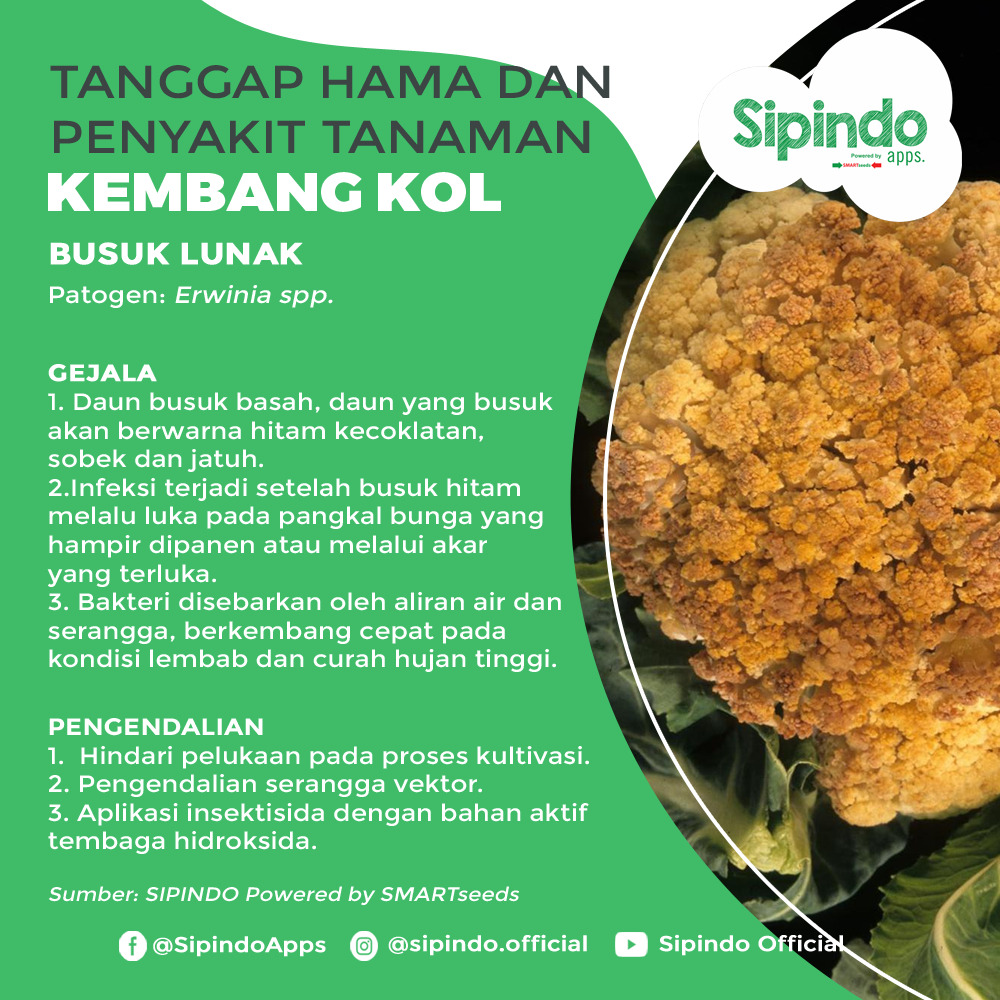 TANGGAP HAMA DAN
PENYAKIT TANAMAN
KEMBANG KOL
Sipindo
Powered by
SMARTseeds
apps.
BUSUK LUNAK
Patogen: Erwinia spp.
GEJALA
1. Daun busuk basah, daun yang busuk
akan berwarna hitam kecoklatan,
sobek dan jatuh.
2.Infeksi terjadi setelah busuk hitam
melalu luka pada pangkal bunga yang
hampir dipanen atau melalui akar
yang terluka.
3. Bakteri disebarkan oleh aliran air dan
serangga, berkembang cepat pada
kondisi lembab dan curah hujan tinggi.
PENGENDALIAN
1. Hindari pelukaan pada proses kultivasi.
2. Pengendalian serangga vektor.
3. Aplikasi insektisida dengan bahan aktif
tembaga hidroksida.
Sumber: SIPINDO Powered by SMARTseeds
@SipindoApps @sipindo.official Sipindo Official